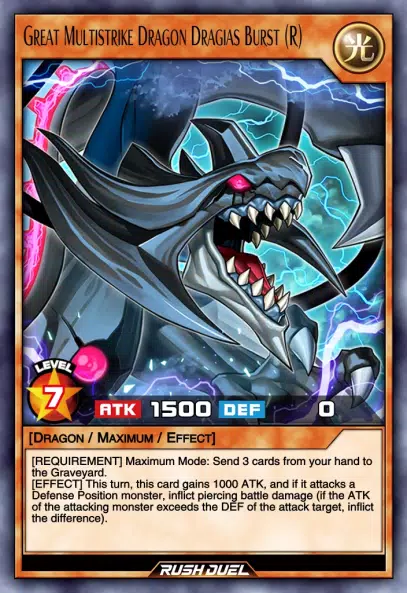 Great Multistrike Dragon Dragias Burst (R)
光
LEVEL
7
ATK 1500 DEF 0
[Dragon / Maximum / Effect]
[REQUIREMENT] Maximum Mode: Send 3 cards from your hand to
the Graveyard.
[EFFECT] This turn, this card gains 1000 ATK, and if it attacks a
Defense Position monster, inflict piercing battle damage (if the ATK
of the attacking monster exceeds the DEF of the attack target, inflict
the difference).
RUSH DUEL